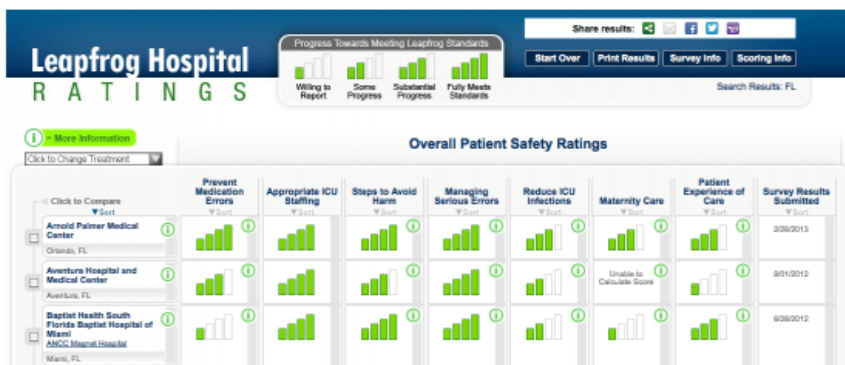 Share results:
Progress Towards Meeting Leapfrog Standards
Leapfrog Hospital
RATINGS
Willing to Report
Some Progress
Substantial Progress
Fully Meets Standards
Start Over
Print Results
Survey Info
Scoring Info
Search Results: FL
i = More Information
Click to Change Treatment
Overall Patient Safety Ratings
Click to Compare
▼Sort
Prevent Medication Errors
▼Sort
Appropriate ICU Staffing
▼Sort
Steps to Avoid Harm
▼Sort
Managing Serious Errors
▼Sort
Reduce ICU Infections
▼Sort
Maternity Care
▼Sort
Patient Experience of Care
▼Sort
Survey Results Submitted
▼Sort
Arnold Palmer Medical
Center
Orlando, FL
2/28/2013
Aventura Hospital and
Medical Center
Aventura, FL
Unable to
Calculate Score
8/01/2012
Baptist Health South
Florida Baptist Hospital of
Miami
ANCC Magnet Hospital
Miami, FL
6/28/2012